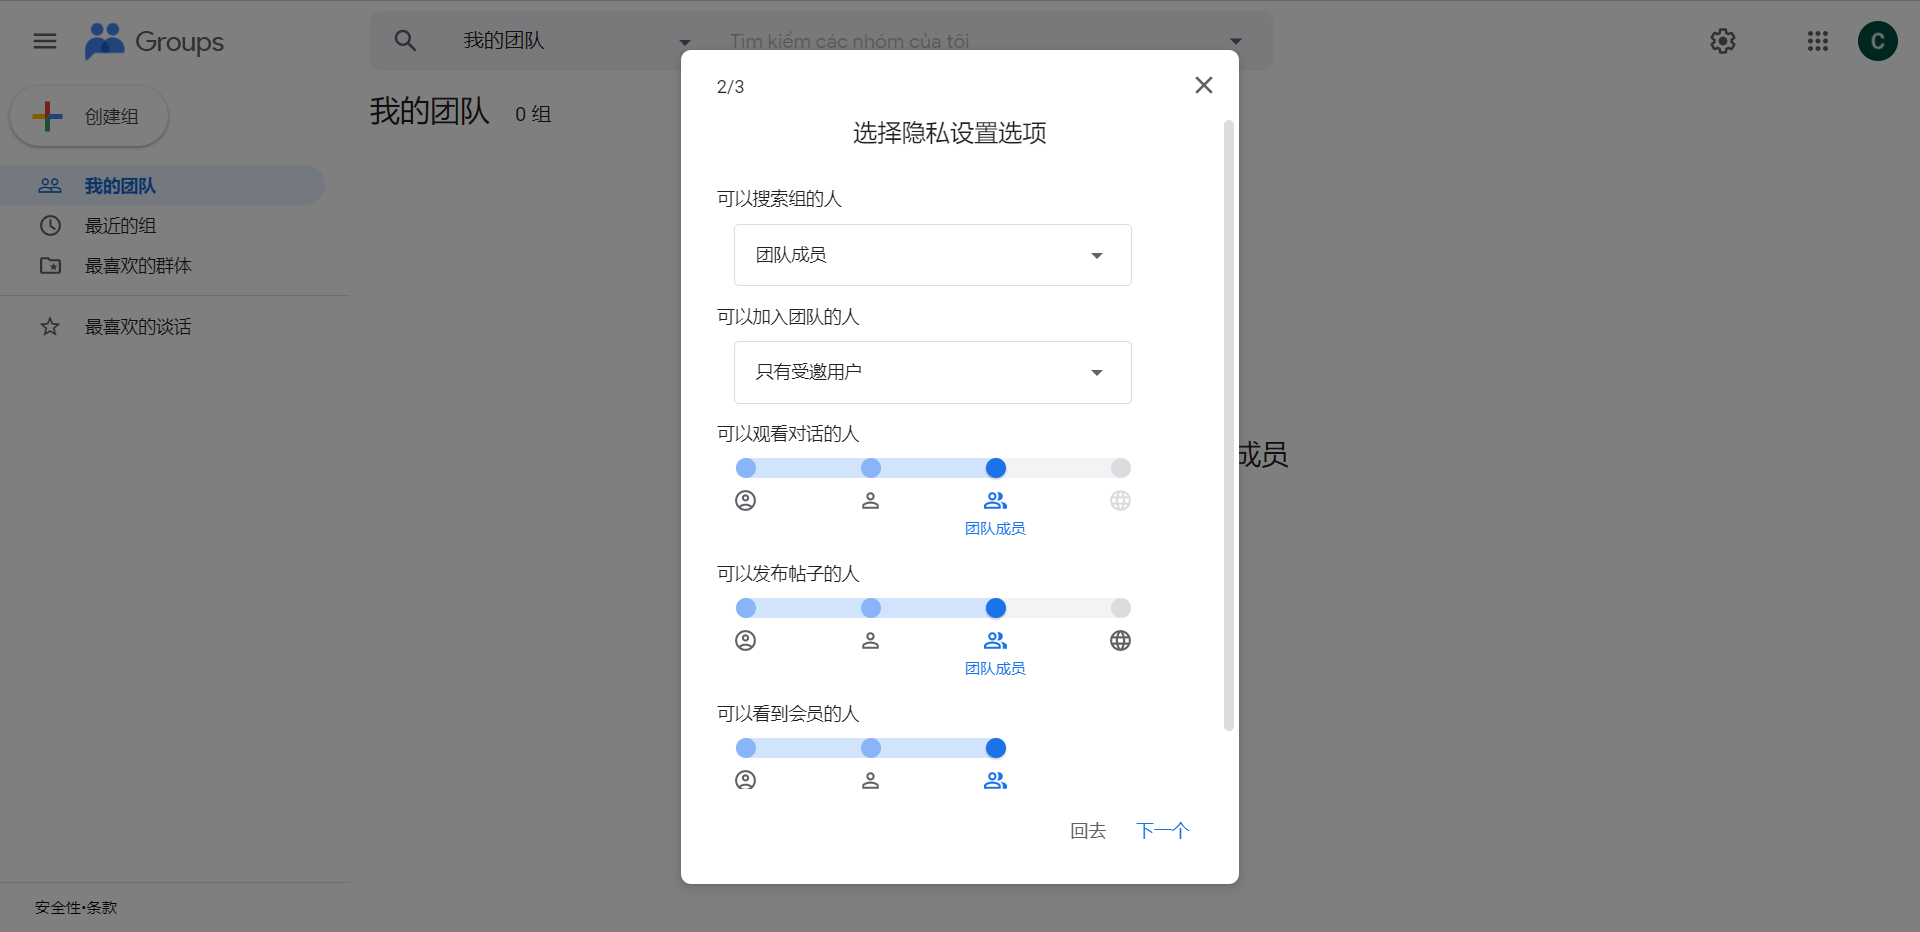 Groups
我的团队
Tìm kiếm các nhóm của tôi
C
创建组
我的团队
最近的组
最喜欢的群体
最喜欢的谈话
安全性•条款
我的团队 0 组
成员
2/3
选择隐私设置选项
可以搜索组的人
团队成员
可以加入团队的人
只有受邀用户
可以观看对话的人
团队成员
可以发布帖子的人
团队成员
可以看到会员的人
回去 下一个